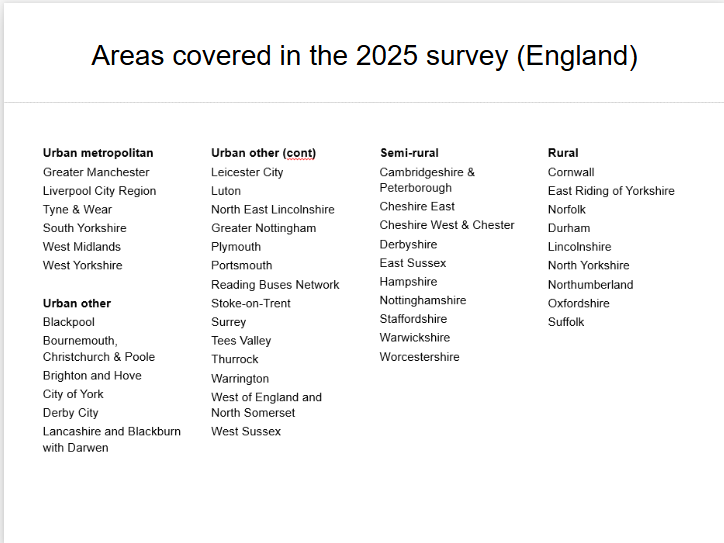 Areas covered in the 2025 survey (England)
Urban metropolitan
Greater Manchester
Liverpool City Region
Tyne & Wear
South Yorkshire
West Midlands
West Yorkshire
Urban other
Blackpool
Bournemouth,
Christchurch & Poole
Brighton and Hove
City of York
Derby City
Lancashire and Blackburn
with Darwen
Urban other (cont)
Leicester City
Luton
North East Lincolnshire
Greater Nottingham
Plymouth
Portsmouth
Reading Buses Network
Stoke-on-Trent
Surrey
Tees Valley
Thurrock
Warrington
West of England and
North Somerset
West Sussex
Semi-rural
Cambridgeshire &
Peterborough
Cheshire East
Cheshire West & Chester
Derbyshire
East Sussex
Hampshire
Nottinghamshire
Staffordshire
Warwickshire
Worcestershire
Rural
Cornwall
East Riding of Yorkshire
Norfolk
Durham
Lincolnshire
North Yorkshire
Northumberland
Oxfordshire
Suffolk